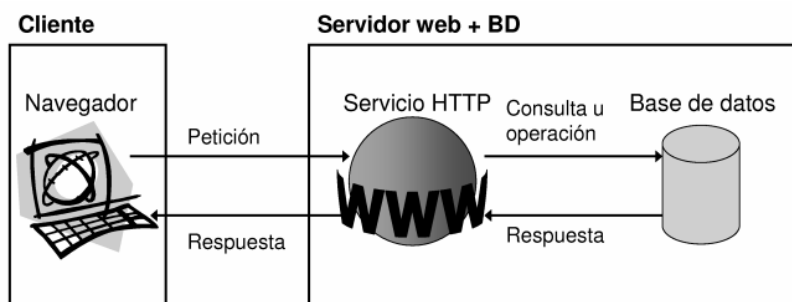 Cliente
Servidor web + BD
Navegador
Petición
Servicio HTTP
Consulta u
operación
Base de datos
WWW
Respuesta
Respuesta